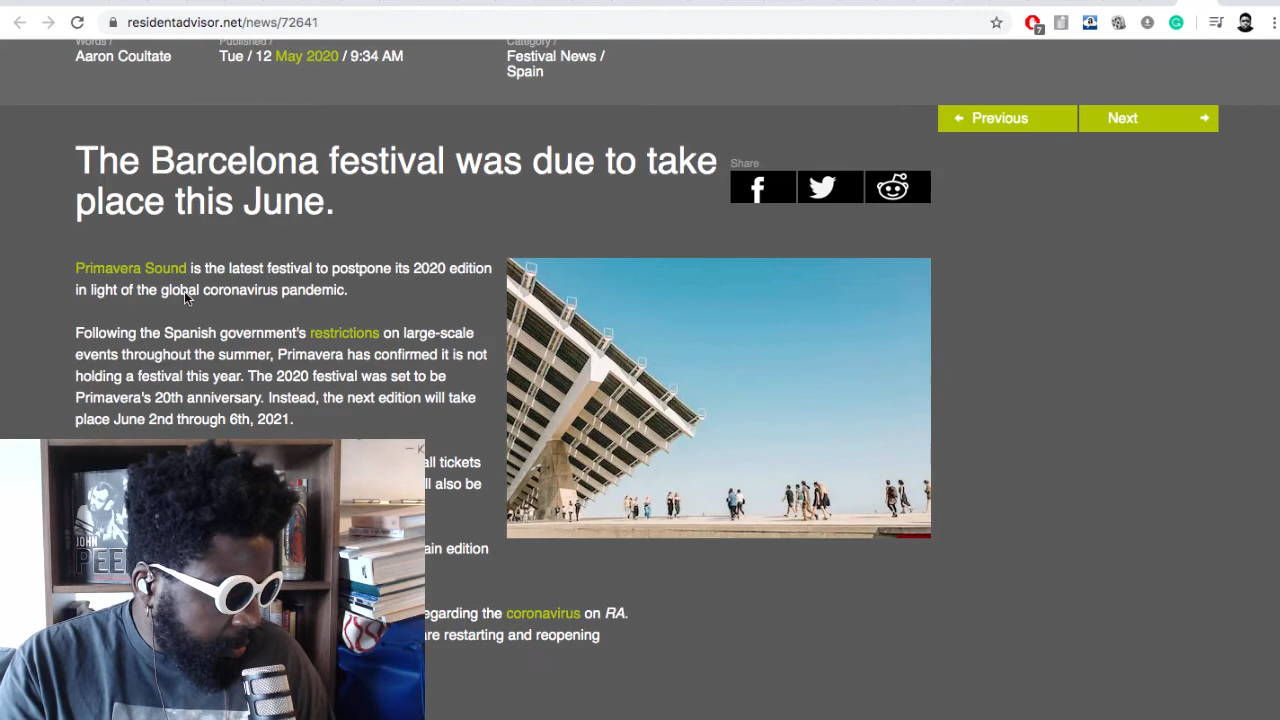 residentadvisor.net/news/72641
7
Words /
Published /
Category /
Aaron Coultate
Tue / 12 May 2020 / 9:34 AM
Festival News /
Spain
Previous
Next
The Barcelona festival was due to take
place this June.
Share
Primavera Sound is the latest festival to postpone its 2020 edition
in light of the global coronavirus pandemic.
Following the Spanish government's restrictions on large-scale
events throughout the summer, Primavera has confirmed it is not
holding a festival this year. The 2020 festival was set to be
Primavera's 20th anniversary. Instead, the next edition will take
place June 2nd through 6th, 2021.
all tickets
ll also be
ain edition
egarding the coronavirus on RA.
are restarting and reopening
JOHN
PEEL